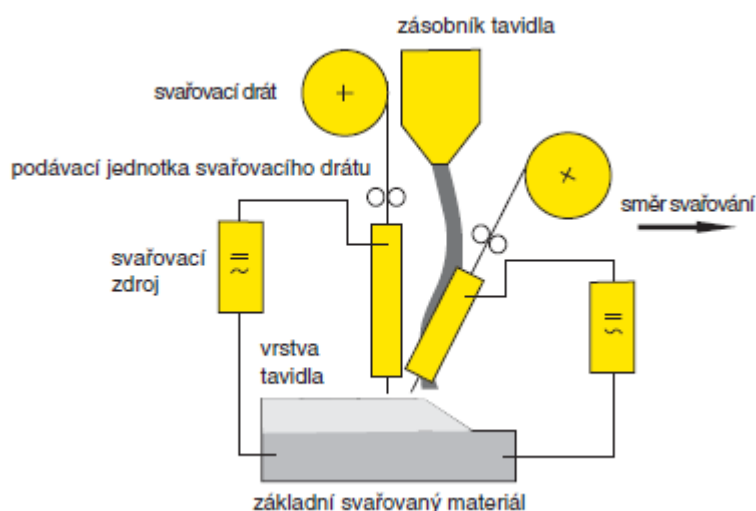 zásobník tavidla
svařovací drát
podávací jednotka svařovacího drátu
směr svařování
svařovací
zdroj
vrstva
tavidla
základní svařovaný materiál